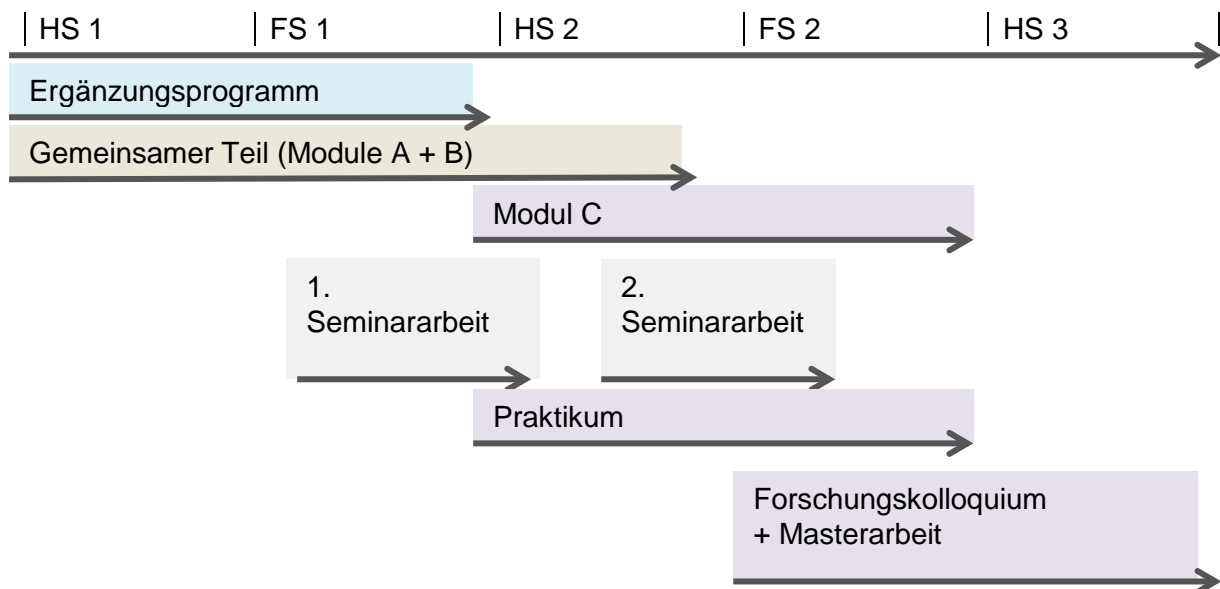 HS 1 FS 1 HS 2 FS 2 HS 3
Ergänzungsprogramm
Gemeinsamer Teil (Module A + B)
Modul C
1.
Seminararbeit
2.
Seminararbeit
Praktikum
Forschungskolloquium
+ Masterarbeit